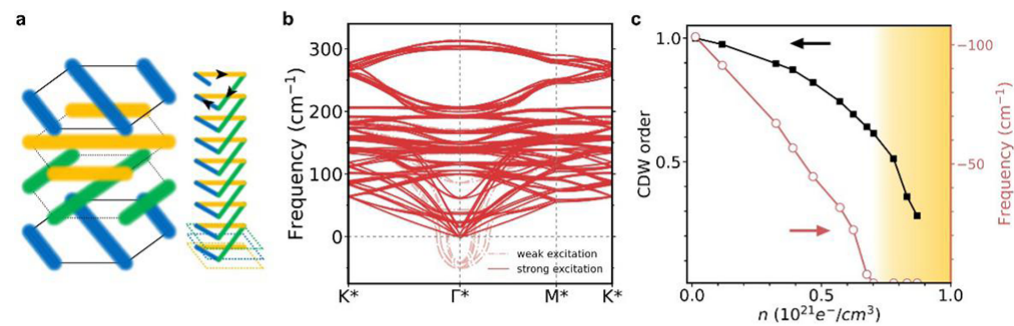 a
b
300
200
100
0
Frequency (cm⁻¹)
weak excitation
strong excitation
K* Γ* M* K*
c
1.0
0.5
CDW order
−100
−50
Frequency (cm⁻¹)
0.0 0.5 1.0
n (10²¹e⁻/cm³)